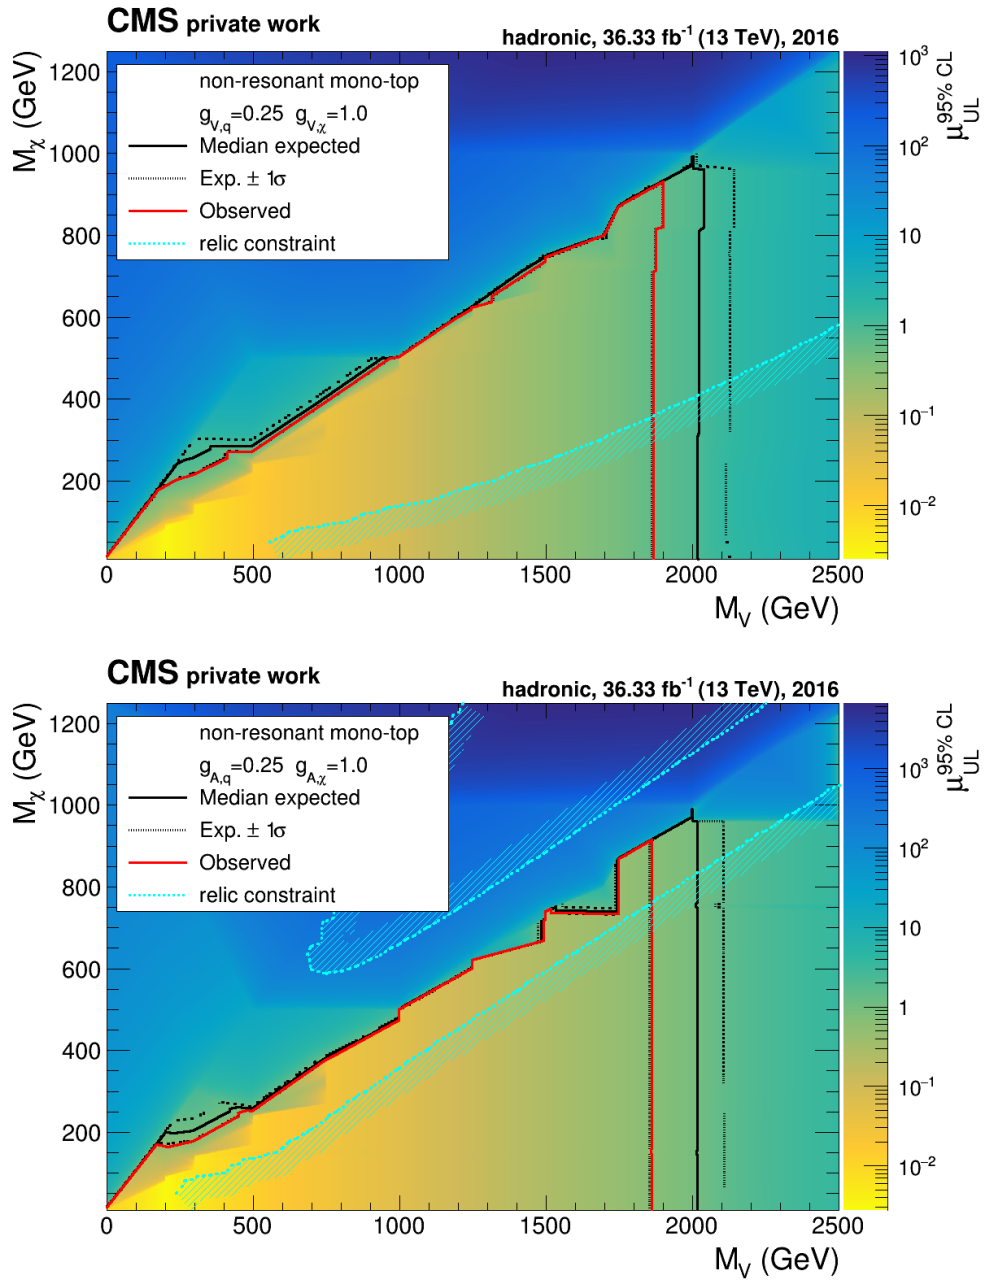 CMS private work
hadronic, 36.33 fb⁻¹ (13 TeV), 2016
non-resonant mono-top
g_V,q=0.25 g_V,χ=1.0
Median expected
Exp. ± 1σ
Observed
relic constraint
M_χ (GeV)
1200
1000
800
600
400
200
0 500 1000 1500 2000 2500
M_V (GeV)
10³
10²
10
1
10⁻¹
10⁻²
μ_UL^95% CL
CMS private work
hadronic, 36.33 fb⁻¹ (13 TeV), 2016
non-resonant mono-top
g_A,q=0.25 g_A,χ=1.0
Median expected
Exp. ± 1σ
Observed
relic constraint
M_χ (GeV)
1200
1000
800
600
400
200
0 500 1000 1500 2000 2500
M_V (GeV)
10³
10²
10
1
10⁻¹
10⁻²
μ_UL^95% CL